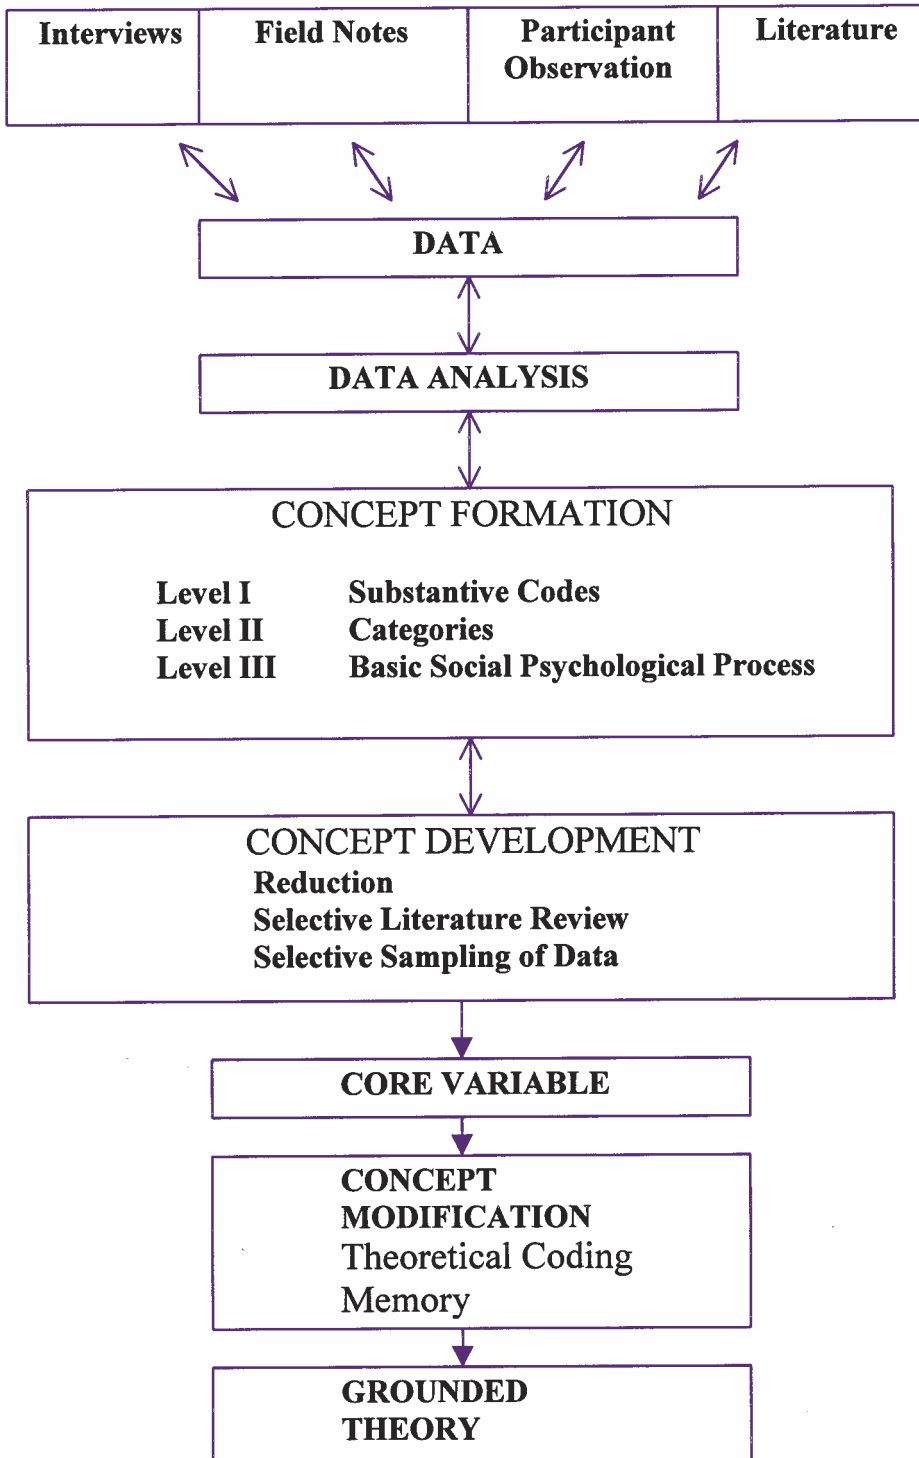 Interviews Field Notes Participant Literature
Observation
DATA
DATA ANALYSIS
CONCEPT FORMATION
Level I Substantive Codes
Level II Categories
Level III Basic Social Psychological Process
CONCEPT DEVELOPMENT
Reduction
Selective Literature Review
Selective Sampling of Data
CORE VARIABLE
CONCEPT
MODIFICATION
Theoretical Coding
Memory
GROUNDED
THEORY